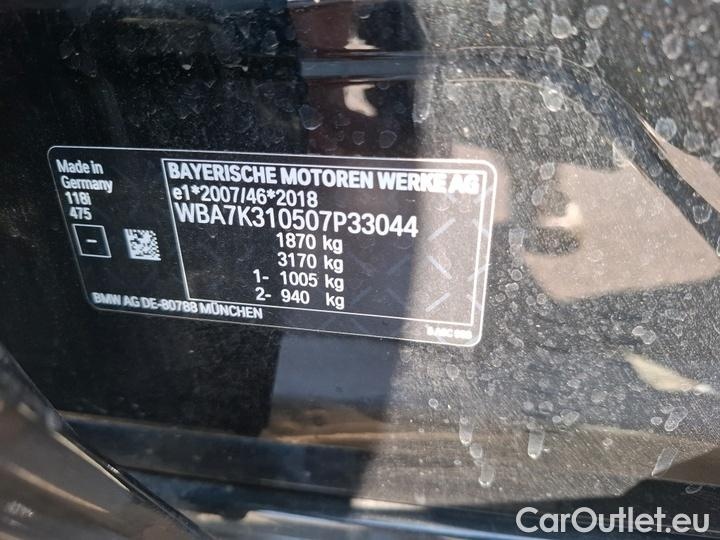 Made in
Germany
118i
475
BAYERISCHE MOTOREN WERKE AG
e1*2007/46*2018
WBA7K310507P33044
1870 kg
3170 kg
1- 1005 kg
2- 940 kg
BMW AG DE-80788 MÜNCHEN
CarOutlet.eu